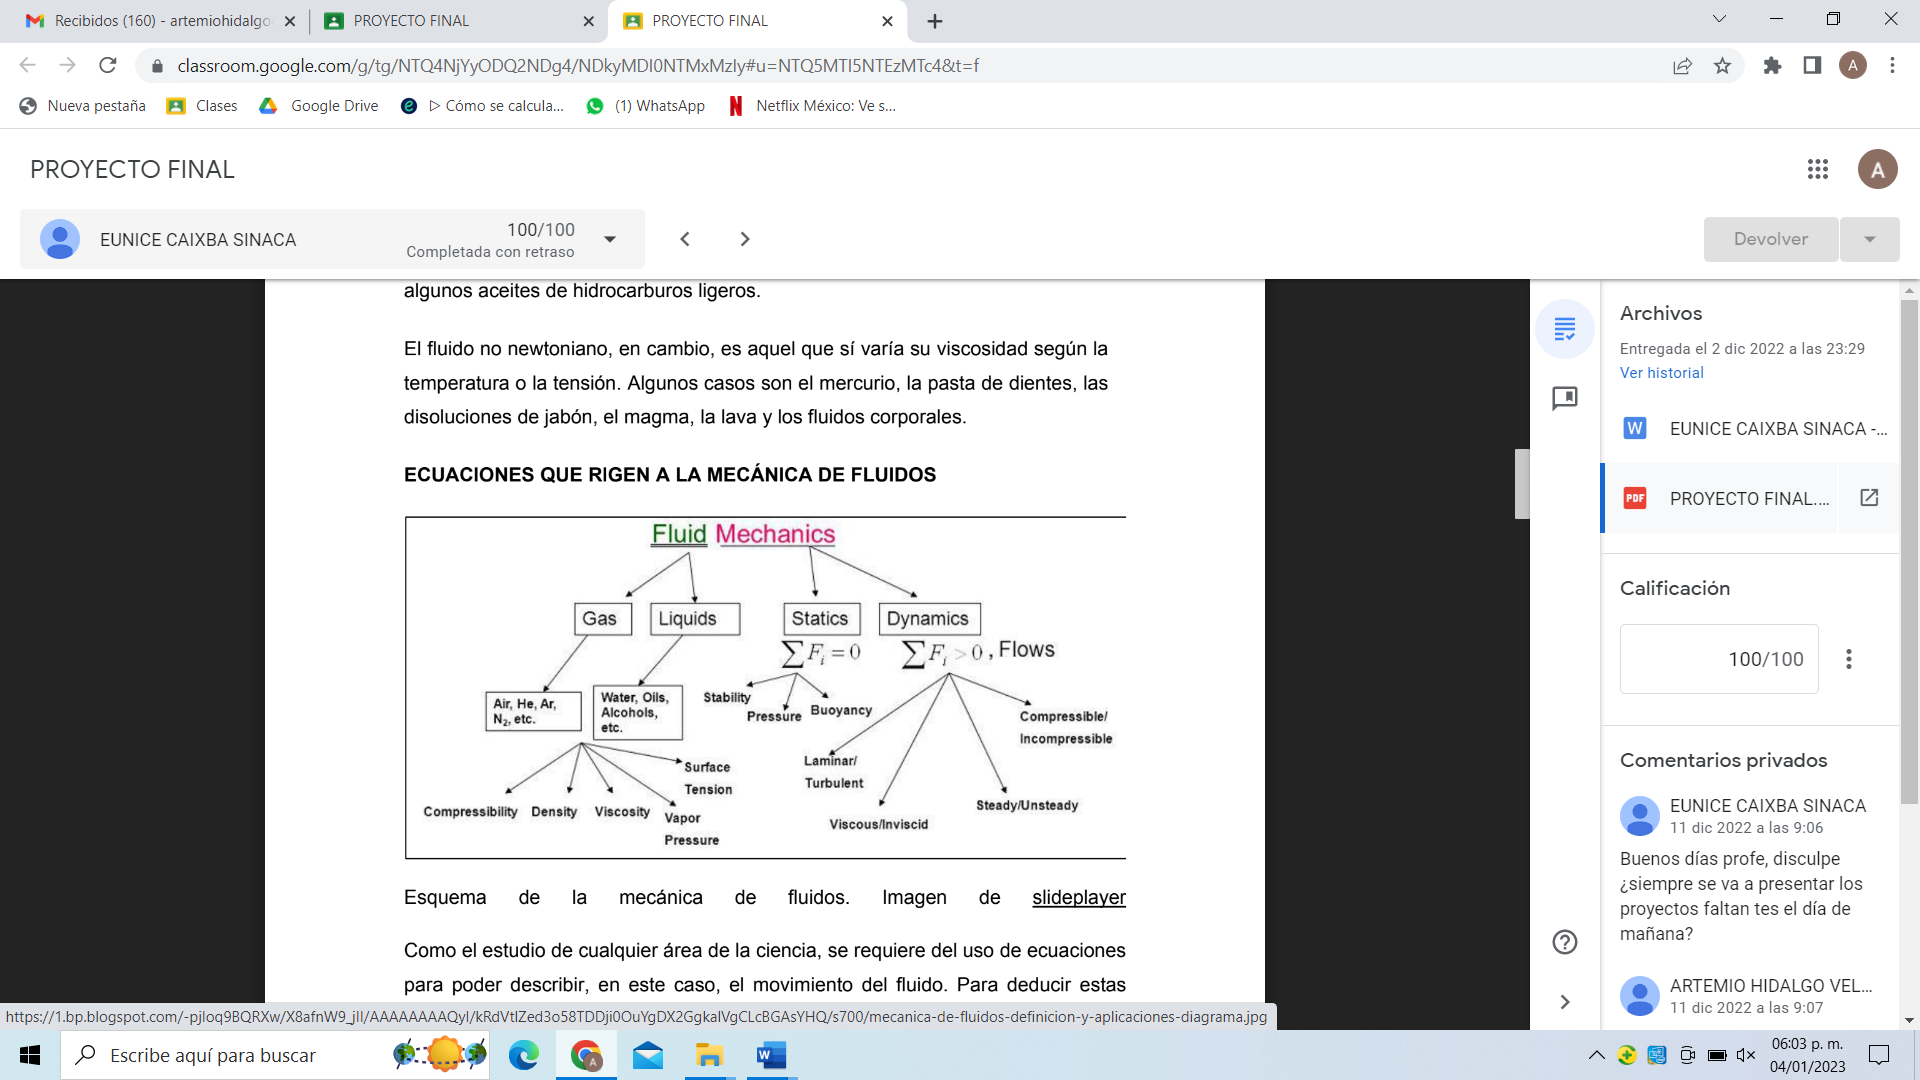 Recibidos (160) - artemiohidalgo
PROYECTO FINAL
PROYECTO FINAL
classroom.google.com/g/tg/NTQ4NjYyODQ2NDg4/NDkyMDI0NTMxMzIy#u=NTQ5MTI5NTEzMTc4&t=f
A
Nueva pestaña
Clases
Google Drive
▷ Cómo se calcula...
(1) WhatsApp
Netflix México: Ve s...
PROYECTO FINAL
A
EUNICE CAIXBA SINACA
100/100
Completada con retraso
Devolver
algunos aceites de hidrocarburos ligeros.
El fluido no newtoniano, en cambio, es aquel que sí varía su viscosidad según la
temperatura o la tensión. Algunos casos son el mercurio, la pasta de dientes, las
disoluciones de jabón, el magma, la lava y los fluidos corporales.
ECUACIONES QUE RIGEN A LA MECÁNICA DE FLUIDOS
Fluid Mechanics
Gas
Liquids
Statics
Dynamics
∑ Fᵢ = 0
∑ Fᵢ > 0 , Flows
Air, He, Ar,
N₂, etc.
Water, Oils,
Alcohols,
etc.
Stability
Pressure
Buoyancy
Compressible/
Incompressible
Laminar/
Turbulent
Surface
Tension
Steady/Unsteady
Compressibility
Density
Viscosity
Vapor
Pressure
Viscous/Inviscid
Esquema de la mecánica de fluidos. Imagen de slideplayer
Como el estudio de cualquier área de la ciencia, se requiere del uso de ecuaciones
para poder describir, en este caso, el movimiento del fluido. Para deducir estas
Archivos
Entregada el 2 dic 2022 a las 23:29
Ver historial
W
EUNICE CAIXBA SINACA -...
PDF
PROYECTO FINAL....
Calificación
100/100
Comentarios privados
EUNICE CAIXBA SINACA
11 dic 2022 a las 9:06
Buenos días profe, disculpe
¿siempre se va a presentar los
proyectos faltan tes el día de
mañana?
ARTEMIO HIDALGO VEL...
11 dic 2022 a las 9:07
https://1.bp.blogspot.com/-pjIoq9BQRXw/X8afnW9_jlI/AAAAAAAAQyI/kRdVtIZed3o58TDDji0OuYgDX2GgkaIVgCLcBGAsYHQ/s700/mecanica-de-fluidos-definicion-y-aplicaciones-diagrama.jpg
Escribe aquí para buscar
06:03 p. m.
04/01/2023